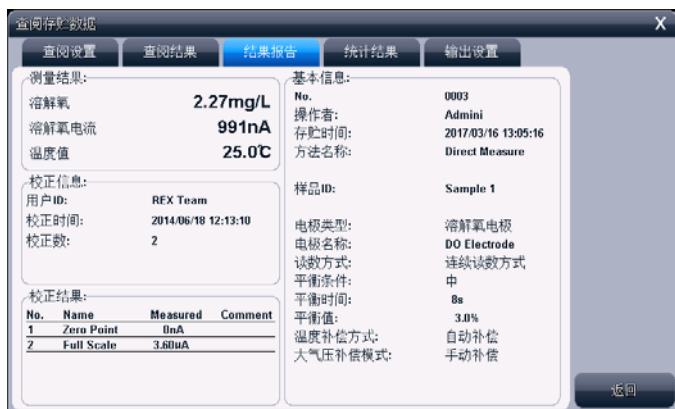 查阅存贮数据
X
查阅设置 查阅结果 结果报告 统计结果 输出设置
测量结果:
溶解氧 2.27mg/L
溶解氧电流 991nA
温度值 25.0℃
校正信息:
用户ID: REX Team
校正时间: 2014/06/18 12:13:10
校正数: 2
校正结果:
No. Name Measured Comment
1 Zero Point 0nA
2 Full Scale 3.60uA
基本信息:
No. 0003
操作者: Admini
存贮时间: 2017/03/16 13:05:16
方法名称: Direct Measure
样品ID: Sample 1
电极类型: 溶解氧电极
电极名称: DO Electrode
读数方式: 连续读数方式
平衡条件: 中
平衡时间: 8s
平衡值: 3.0%
温度补偿方式: 自动补偿
大气压补偿模式: 手动补偿
返回